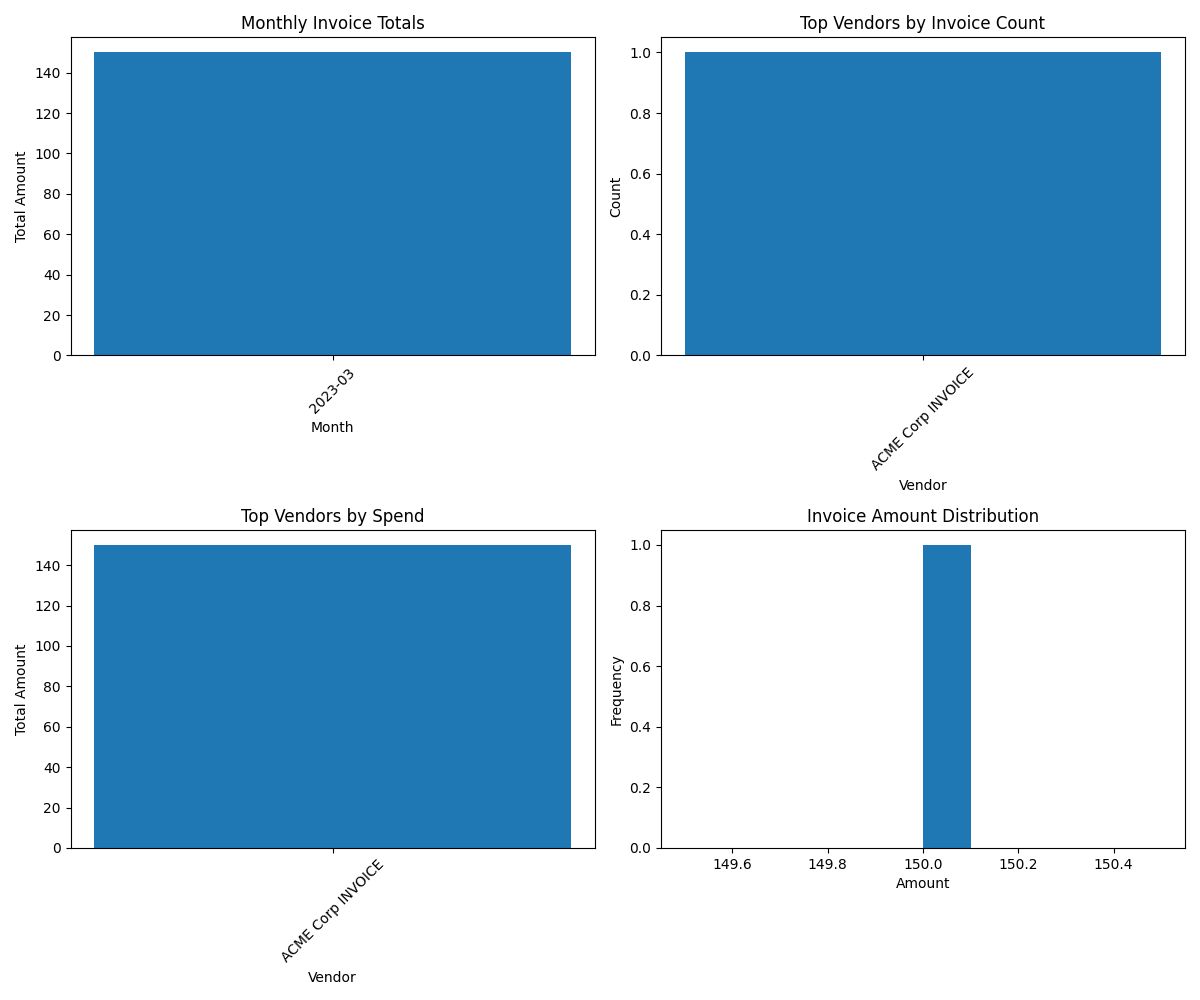 Monthly Invoice Totals
Total Amount
140
120
100
80
60
40
20
0
2023-03
Month
Top Vendors by Invoice Count
Count
1.0
0.8
0.6
0.4
0.2
0.0
ACME Corp INVOICE
Vendor
Top Vendors by Spend
Total Amount
140
120
100
80
60
40
20
0
ACME Corp INVOICE
Vendor
Invoice Amount Distribution
Frequency
1.0
0.8
0.6
0.4
0.2
0.0
149.6 149.8 150.0 150.2 150.4
Amount